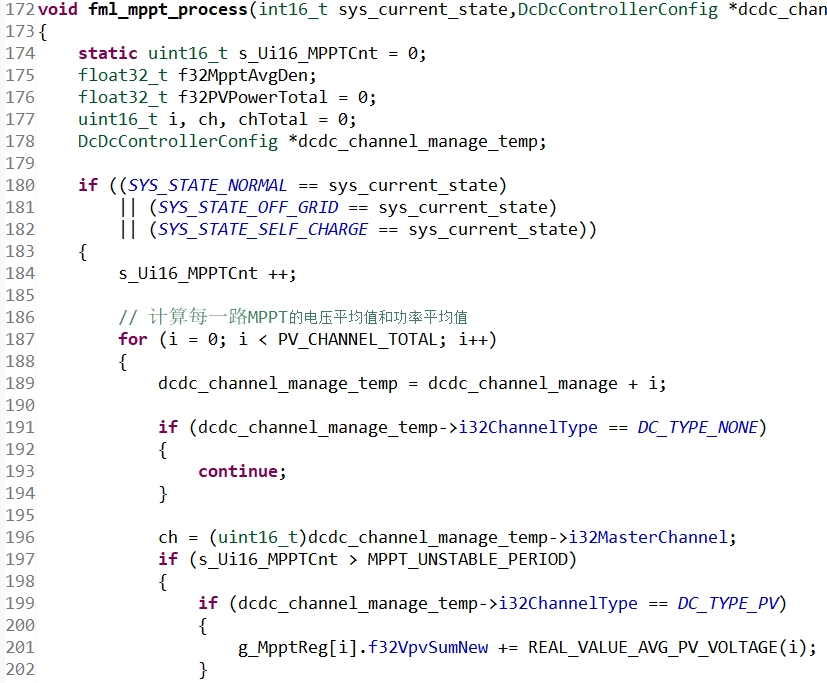 172 void fml_mppt_process(int16_t sys_current_state,DcDcControllerConfig *dcdc_chan
173 {
174     static uint16_t s_Ui16_MPPTCnt = 0;
175     float32_t f32MpptAvgDen;
176     float32_t f32PVPowerTotal = 0;
177     uint16_t i, ch, chTotal = 0;
178     DcDcControllerConfig *dcdc_channel_manage_temp;
179
180     if ((SYS_STATE_NORMAL == sys_current_state)
181         || (SYS_STATE_OFF_GRID == sys_current_state)
182         || (SYS_STATE_SELF_CHARGE == sys_current_state))
183     {
184         s_Ui16_MPPTCnt ++;
185
186         // 计算每一路MPPT的电压平均值和功率平均值
187         for (i = 0; i < PV_CHANNEL_TOTAL; i++)
188         {
189             dcdc_channel_manage_temp = dcdc_channel_manage + i;
190
191             if (dcdc_channel_manage_temp->i32ChannelType == DC_TYPE_NONE)
192             {
193                 continue;
194             }
195
196             ch = (uint16_t)dcdc_channel_manage_temp->i32MasterChannel;
197             if (s_Ui16_MPPTCnt > MPPT_UNSTABLE_PERIOD)
198             {
199                 if (dcdc_channel_manage_temp->i32ChannelType == DC_TYPE_PV)
200                 {
201                     g_MpptReg[i].f32VpvSumNew += REAL_VALUE_AVG_PV_VOLTAGE(i);
202                 }